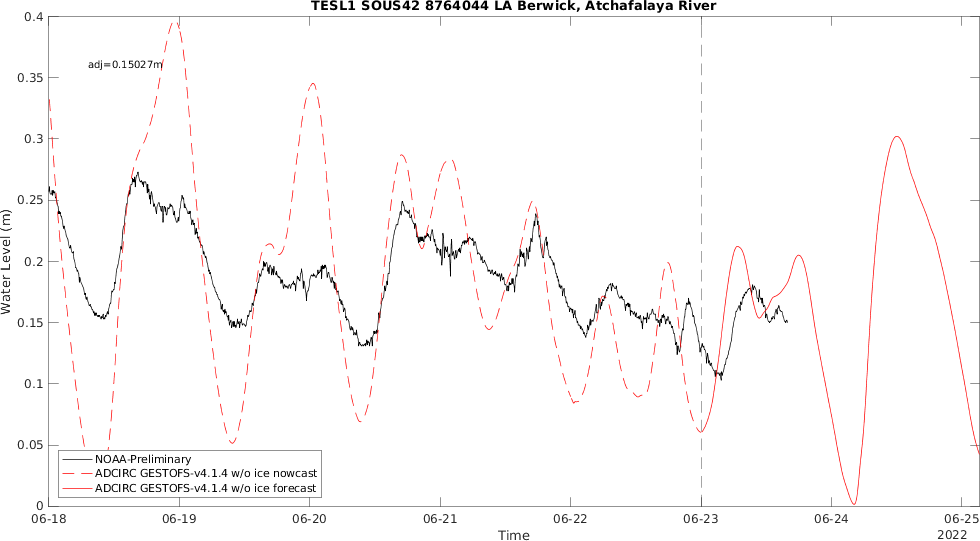 TESL1 SOUS42 8764044 LA Berwick, Atchafalaya River
0.4
adj=0.15027m
0.35
0.3
0.25
0.2
0.15
0.1
0.05
0
Water Level (m)
NOAA-Preliminary
ADCIRC GESTOFS-v4.1.4 w/o ice nowcast
ADCIRC GESTOFS-v4.1.4 w/o ice forecast
06-18 06-19 06-20 06-21 06-22 06-23 06-24 06-25
Time
2022